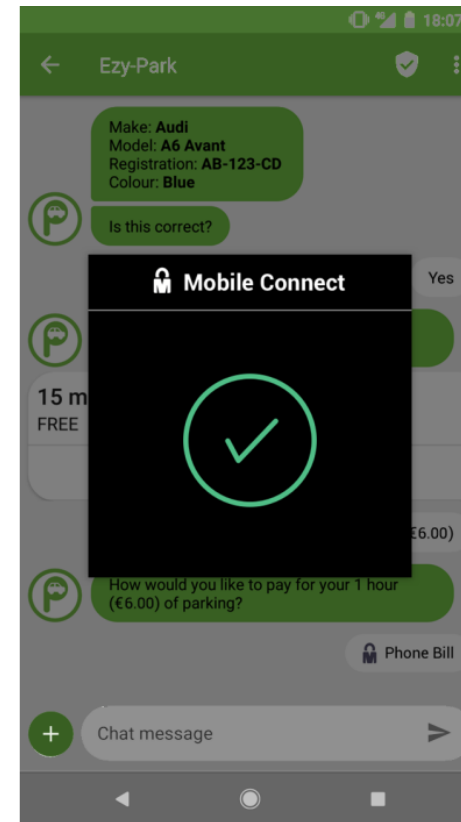 4G 18:07
Ezy-Park
Make: Audi
Model: A6 Avant
Registration: AB-123-CD
Colour: Blue
Is this correct?
Yes
Mobile Connect
15 m
FREE
€6.00)
How would you like to pay for your 1 hour
(€6.00) of parking?
Phone Bill
Chat message